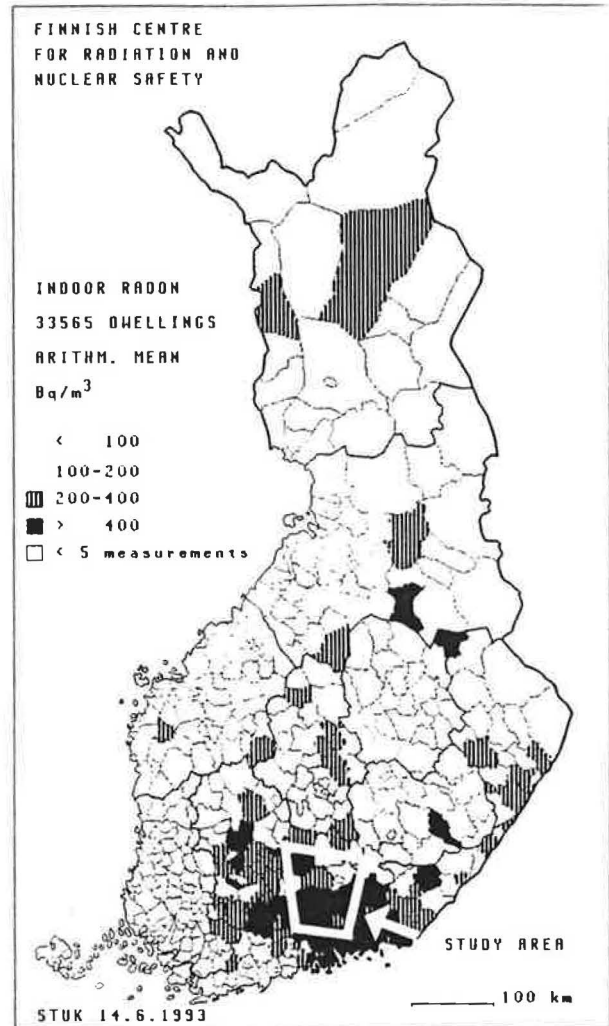 FINNISH CENTRE
FOR RADIATION AND
NUCLEAR SAFETY
INDOOR RADON
33565 DWELLINGS
ARITHM. MEAN
Bq/m³
< 100
100-200
200-400
> 400
< 5 measurements
STUDY AREA
100 km
STUK 14.6.1993